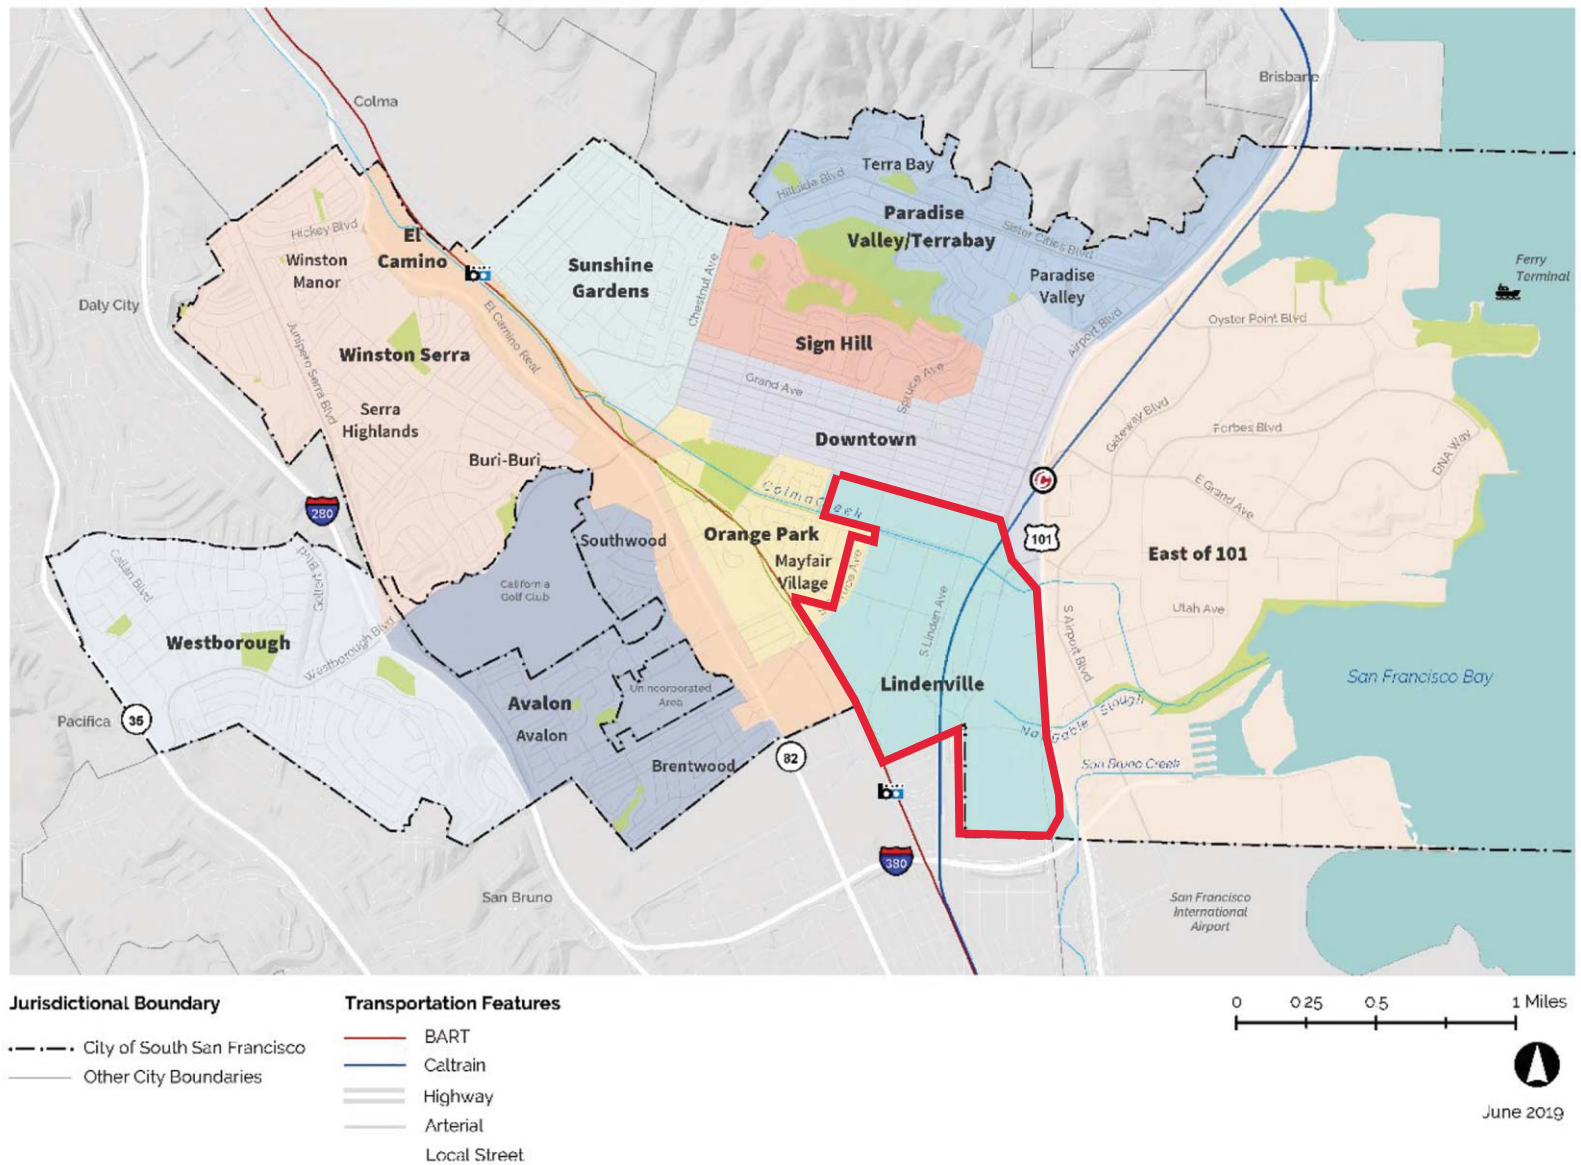 Brisbane
Colma
Terra Bay
Hillside Blvd
Paradise
Valley/Terrabay
Sister Cities Blvd
Hickey Blvd
El
Camino
Winston
Manor
Sunshine
Gardens
Chestnut Ave
Paradise
Valley
Ferry
Terminal
Daly City
El Camino Real
Junipero Serra Blvd
Oyster Point Blvd
Airport Blvd
Winston Serra
Sign Hill
Grand Ave
Spruce Ave
Serra
Highlands
Downtown
Gateway Blvd
Forbes Blvd
DNA Way
Buri-Buri
C
E Grand Ave
280
Colma
eek
Orange Park
101
East of 101
Southwood
Mayfair
Village
California
Golf Club
Callan Blvd
Gellert Blvd
S Linden Ave
S Airport Blvd
Utah Ave
Westborough
Westborough Blvd
San Francisco Bay
Lindenville
Unincorporated
Area
Avalon
Avalon
Pacifica
35
Slough
Brentwood
82
San Bruno Creek
380
San Bruno
San Francisco
International
Airport
Jurisdictional Boundary
City of South San Francisco
Other City Boundaries
Transportation Features
BART
Caltrain
Highway
Arterial
Local Street
0 0.25 0.5 1 Miles
June 2019